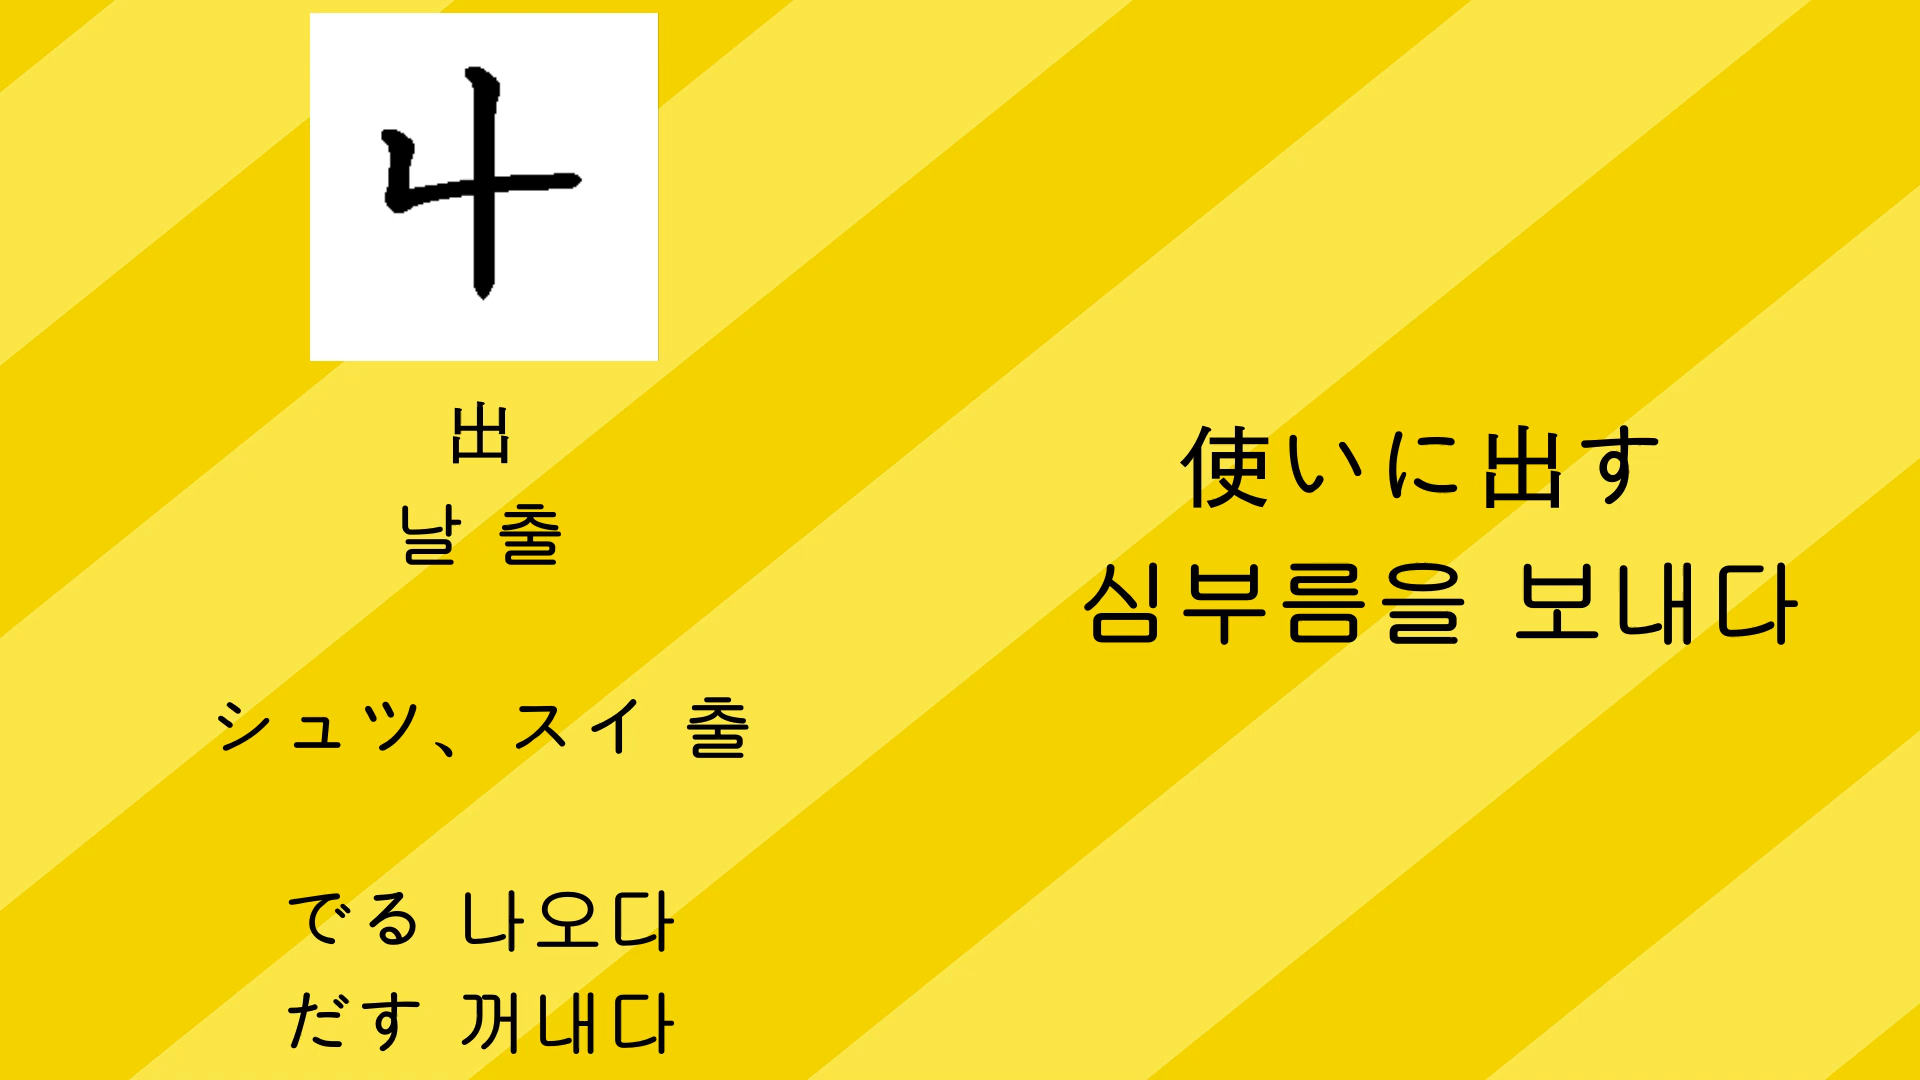 出
날 출
シュツ、スイ 출
でる 나오다
だす 꺼내다
使いに出す
심부름을 보내다